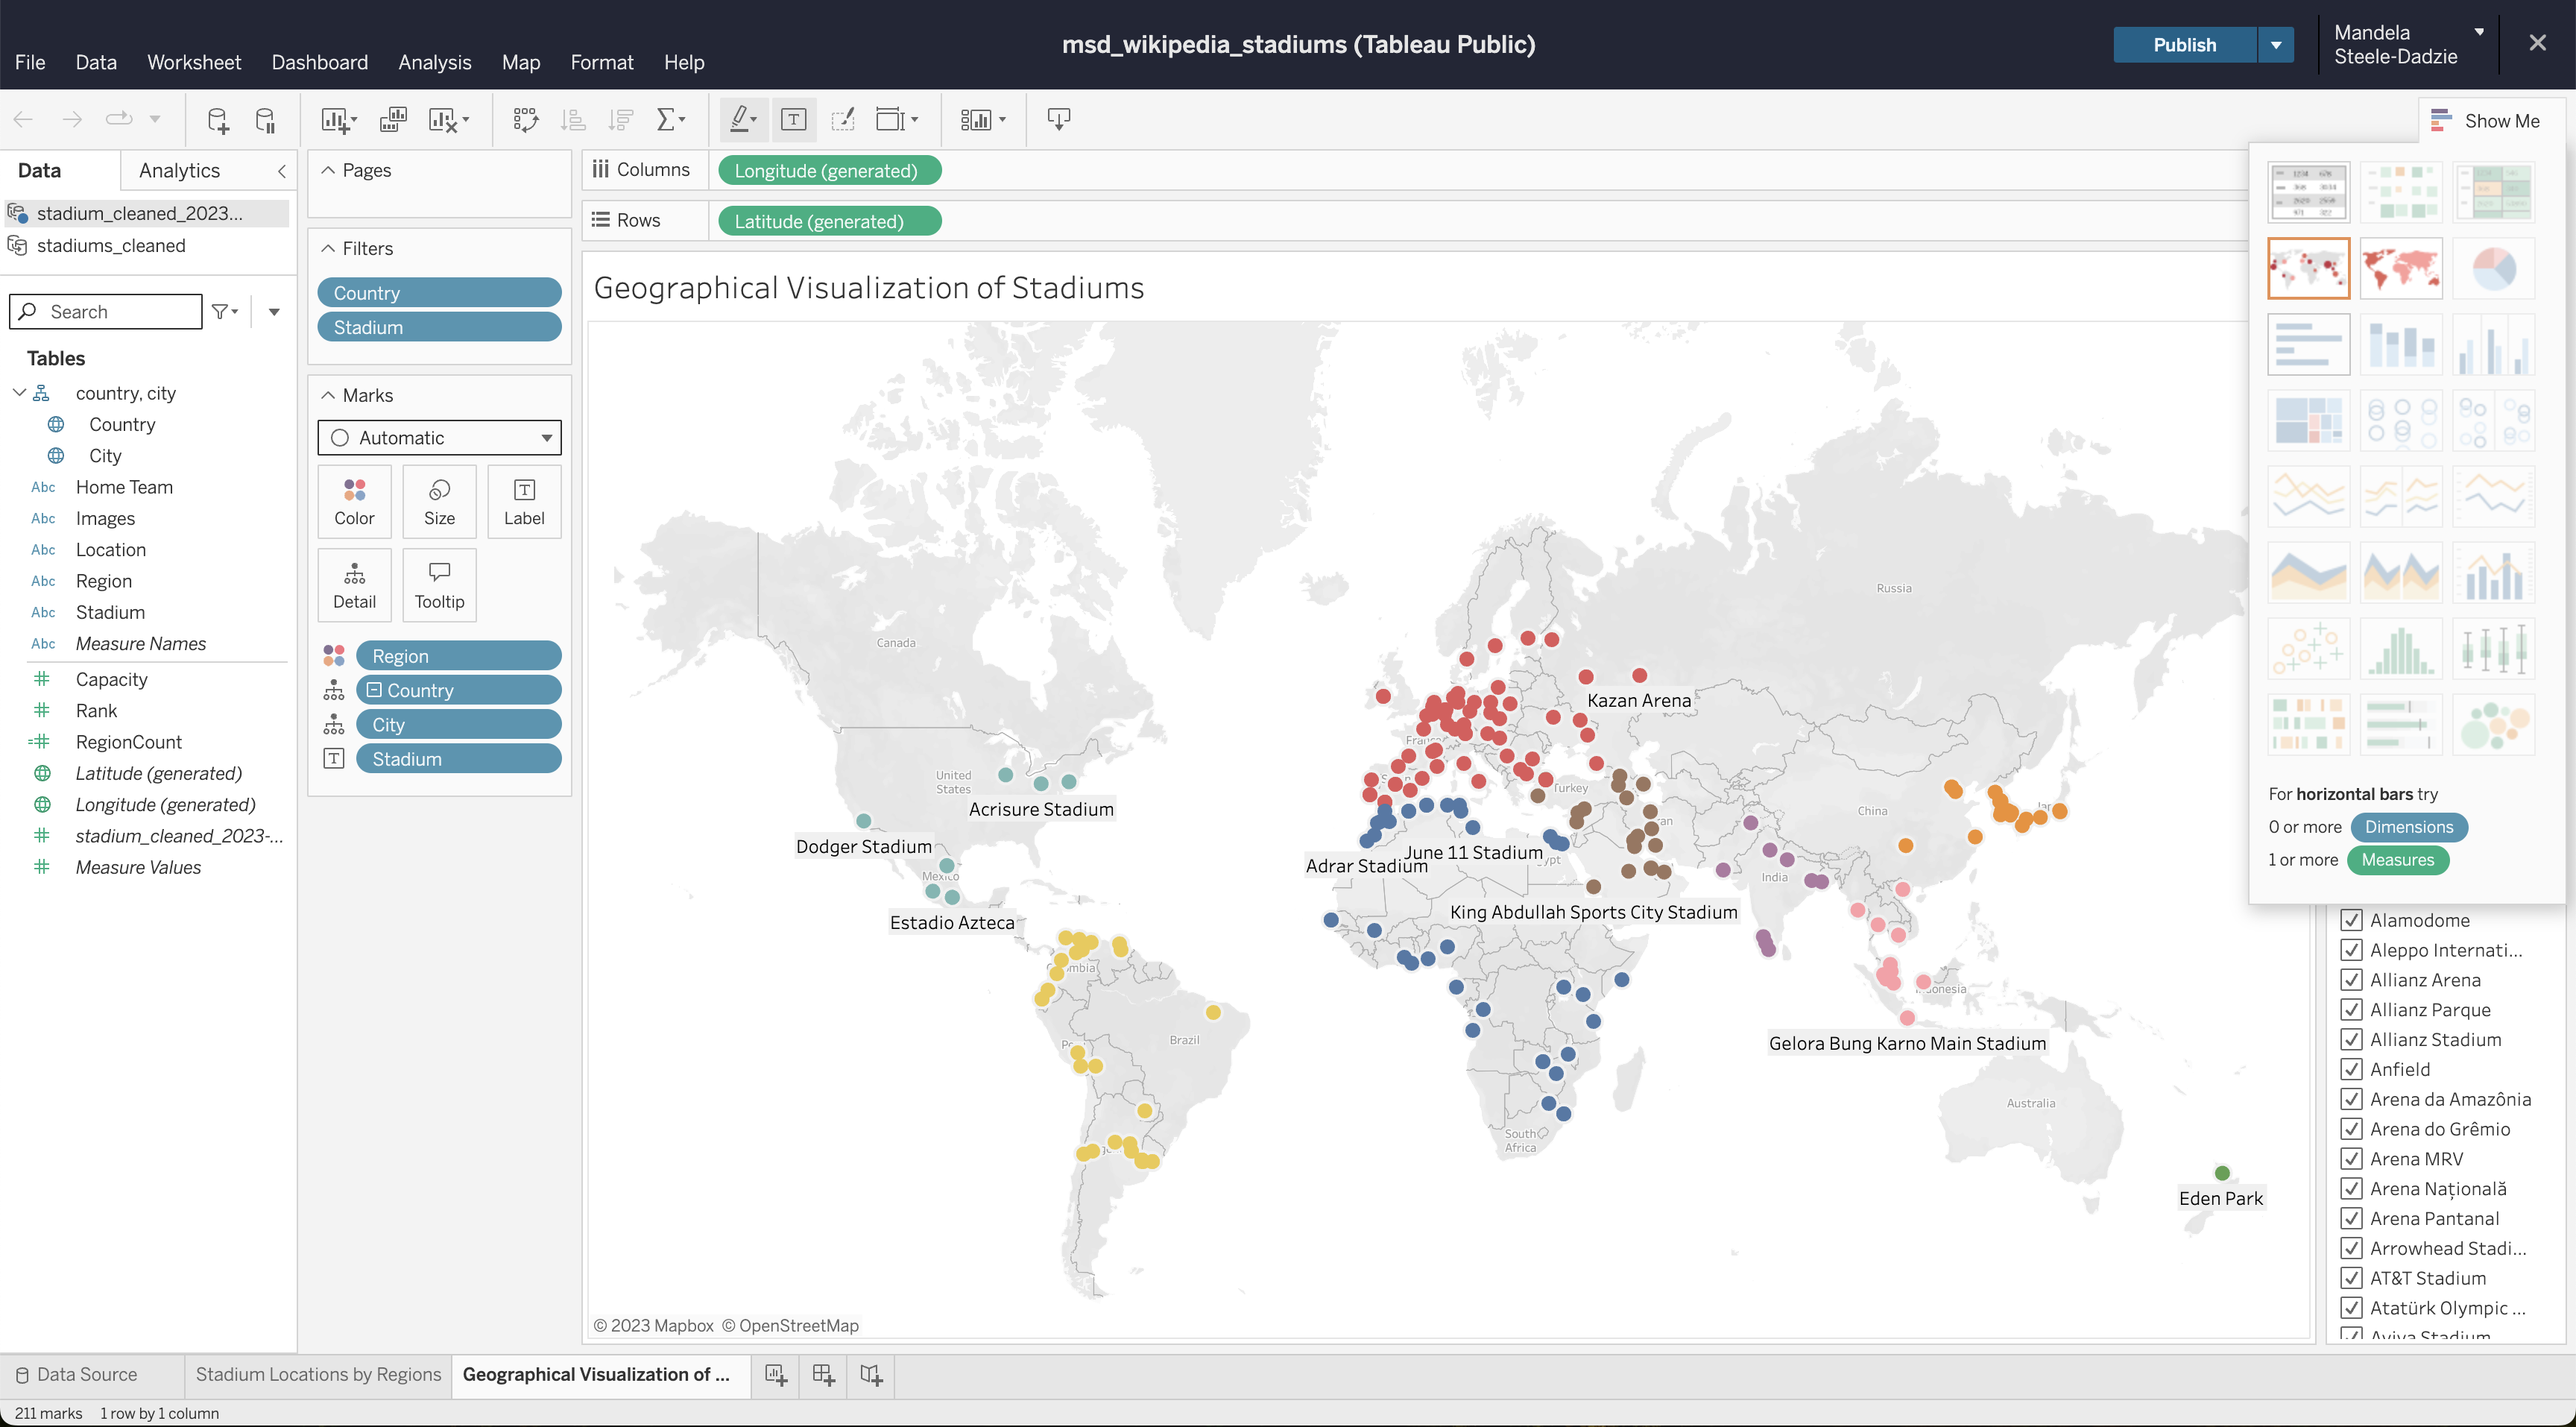 msd_wikipedia_stadiums (Tableau Public)
Publish
Mandela
Steele-Dadzie
File Data Worksheet Dashboard Analysis Map Format Help
Show Me
Data Analytics
stadium_cleaned_2023...
stadiums_cleaned
Search
Tables
country, city
Country
City
Abc Home Team
Abc Images
Abc Location
Abc Region
Abc Stadium
Abc Measure Names
Capacity
Rank
RegionCount
Latitude (generated)
Longitude (generated)
stadium_cleaned_2023-...
Measure Values
Pages
Filters
Country
Stadium
Marks
Automatic
Color Size Label
Detail Tooltip
Region
Country
City
Stadium
Columns Longitude (generated)
Rows Latitude (generated)
Geographical Visualization of Stadiums
Russia
Canada
Kazan Arena
France
United
States
Turkey
Acrisure Stadium
China
Dodger Stadium
June 11 Stadium
Adrar Stadium
Mexico
India
King Abdullah Sports City Stadium
Estadio Azteca
Brazil
Gelora Bung Karno Main Stadium
Australia
South
Africa
Eden Park
© 2023 Mapbox © OpenStreetMap
For horizontal bars try
0 or more Dimensions
1 or more Measures
Alamodome
Aleppo Internati...
Allianz Arena
Allianz Parque
Allianz Stadium
Anfield
Arena da Amazônia
Arena do Grêmio
Arena MRV
Arena Națională
Arena Pantanal
Arrowhead Stadi...
AT&T Stadium
Atatürk Olympic ...
Aviva Stadium
Data Source Stadium Locations by Regions Geographical Visualization of ...
211 marks 1 row by 1 column